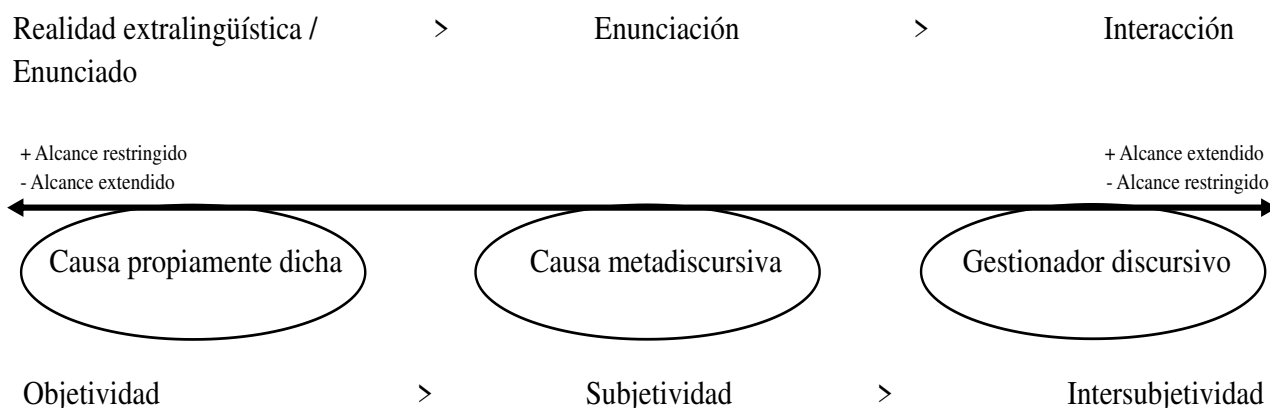 Realidad extralingüística / > Enunciación > Interacción
Enunciado
+ Alcance restringido + Alcance extendido
- Alcance extendido - Alcance restringido
Causa propiamente dicha Causa metadiscursiva Gestionador discursivo
Objetividad > Subjetividad > Intersubjetividad